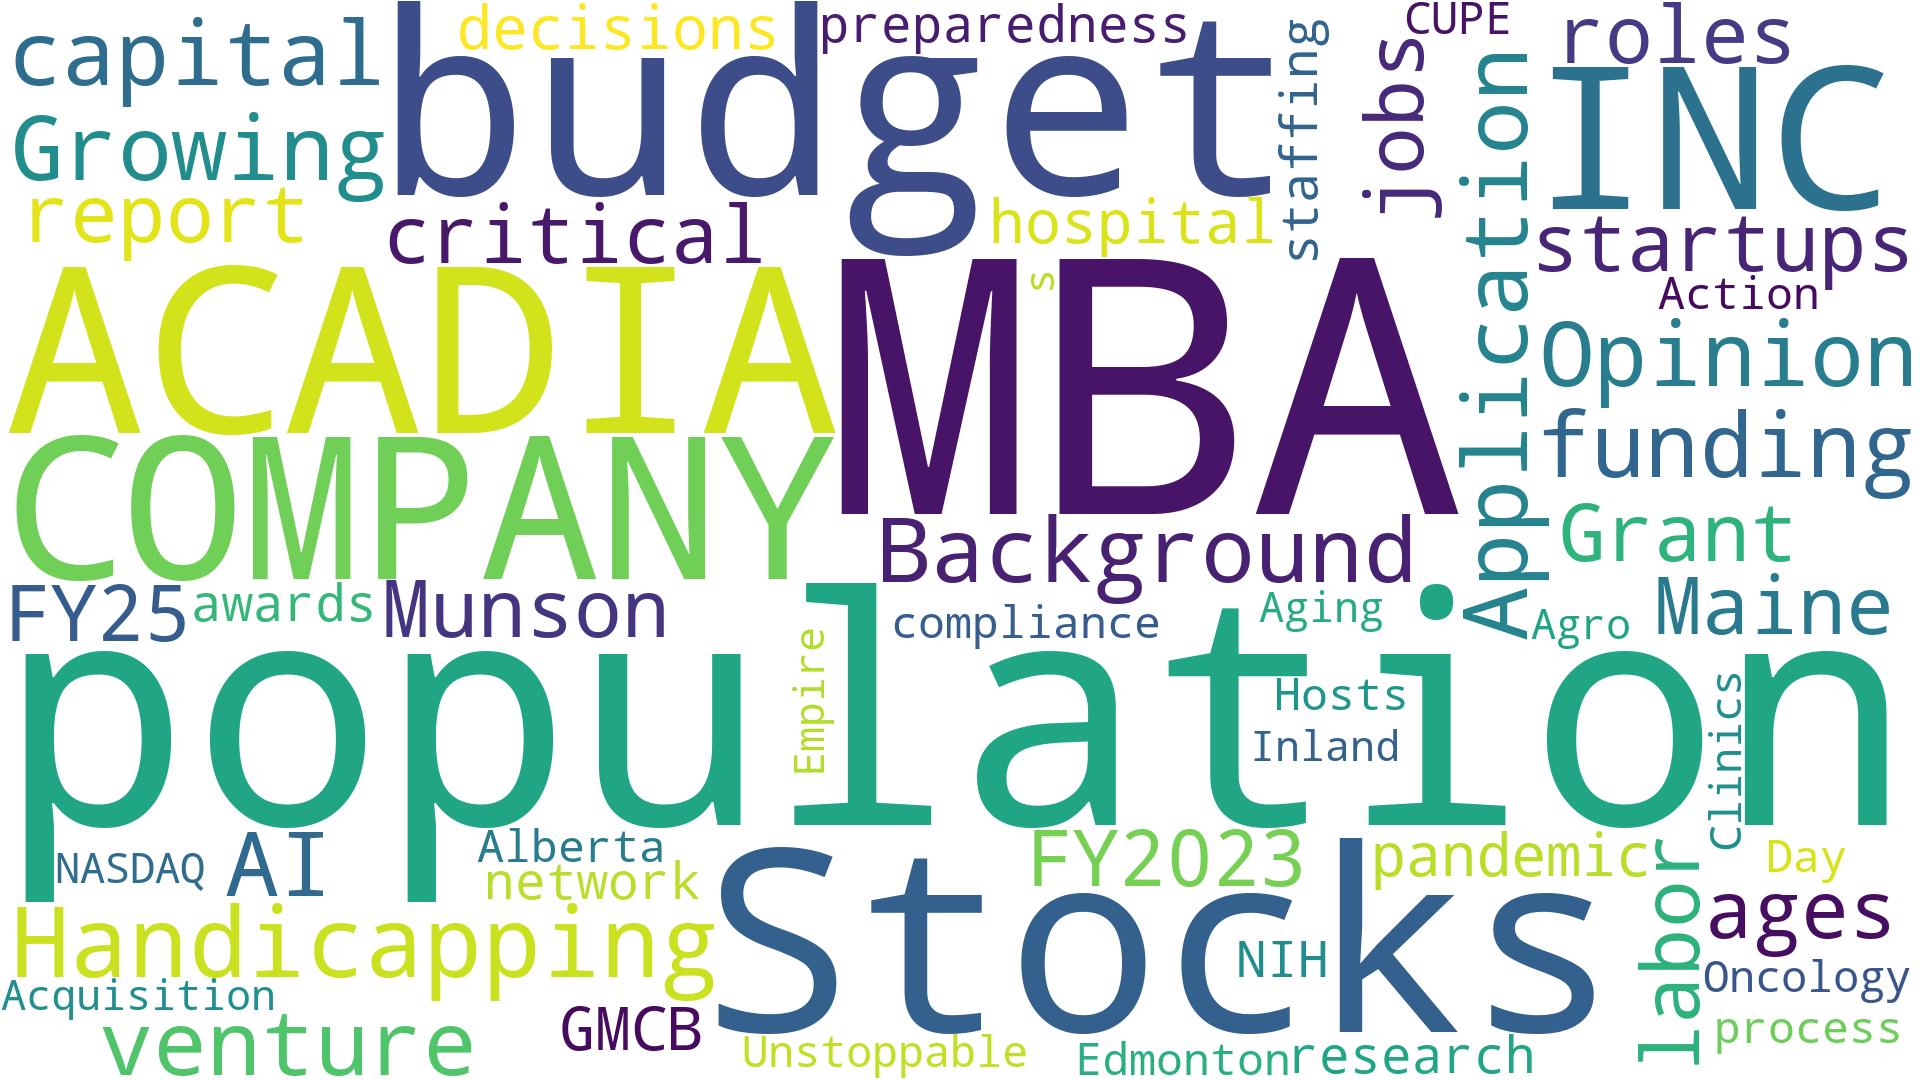 capital
budget
decisions
preparedness
staffing
jobs
CUPE
roles
INC
Growing
report
critical
hospital
s
Application
startups
Action
ACADIA
MBA
Opinion
COMPANY
funding
Background
Grant
FY25
awards
Munson
compliance
Aging
Agro
Maine
population
Empire
Hosts
Inland
Clinics
NASDAQ
AI
Alberta
network
FY2023
pandemic
Day
Stocks
labor
ages
Handicapping
NIH
Oncology
Acquisition
venture
GMCB
Unstoppable
Edmonton
research
process